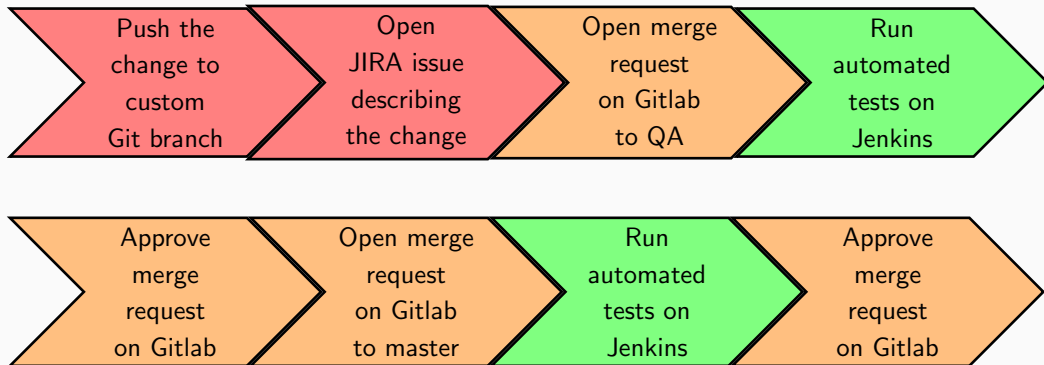 Push the
change to
custom
Git branch
Open
JIRA issue
describing
the change
Open merge
request
on Gitlab
to QA
Run
automated
tests on
Jenkins
Approve
merge
request
on Gitlab
Open merge
request
on Gitlab
to master
Run
automated
tests on
Jenkins
Approve
merge
request
on Gitlab